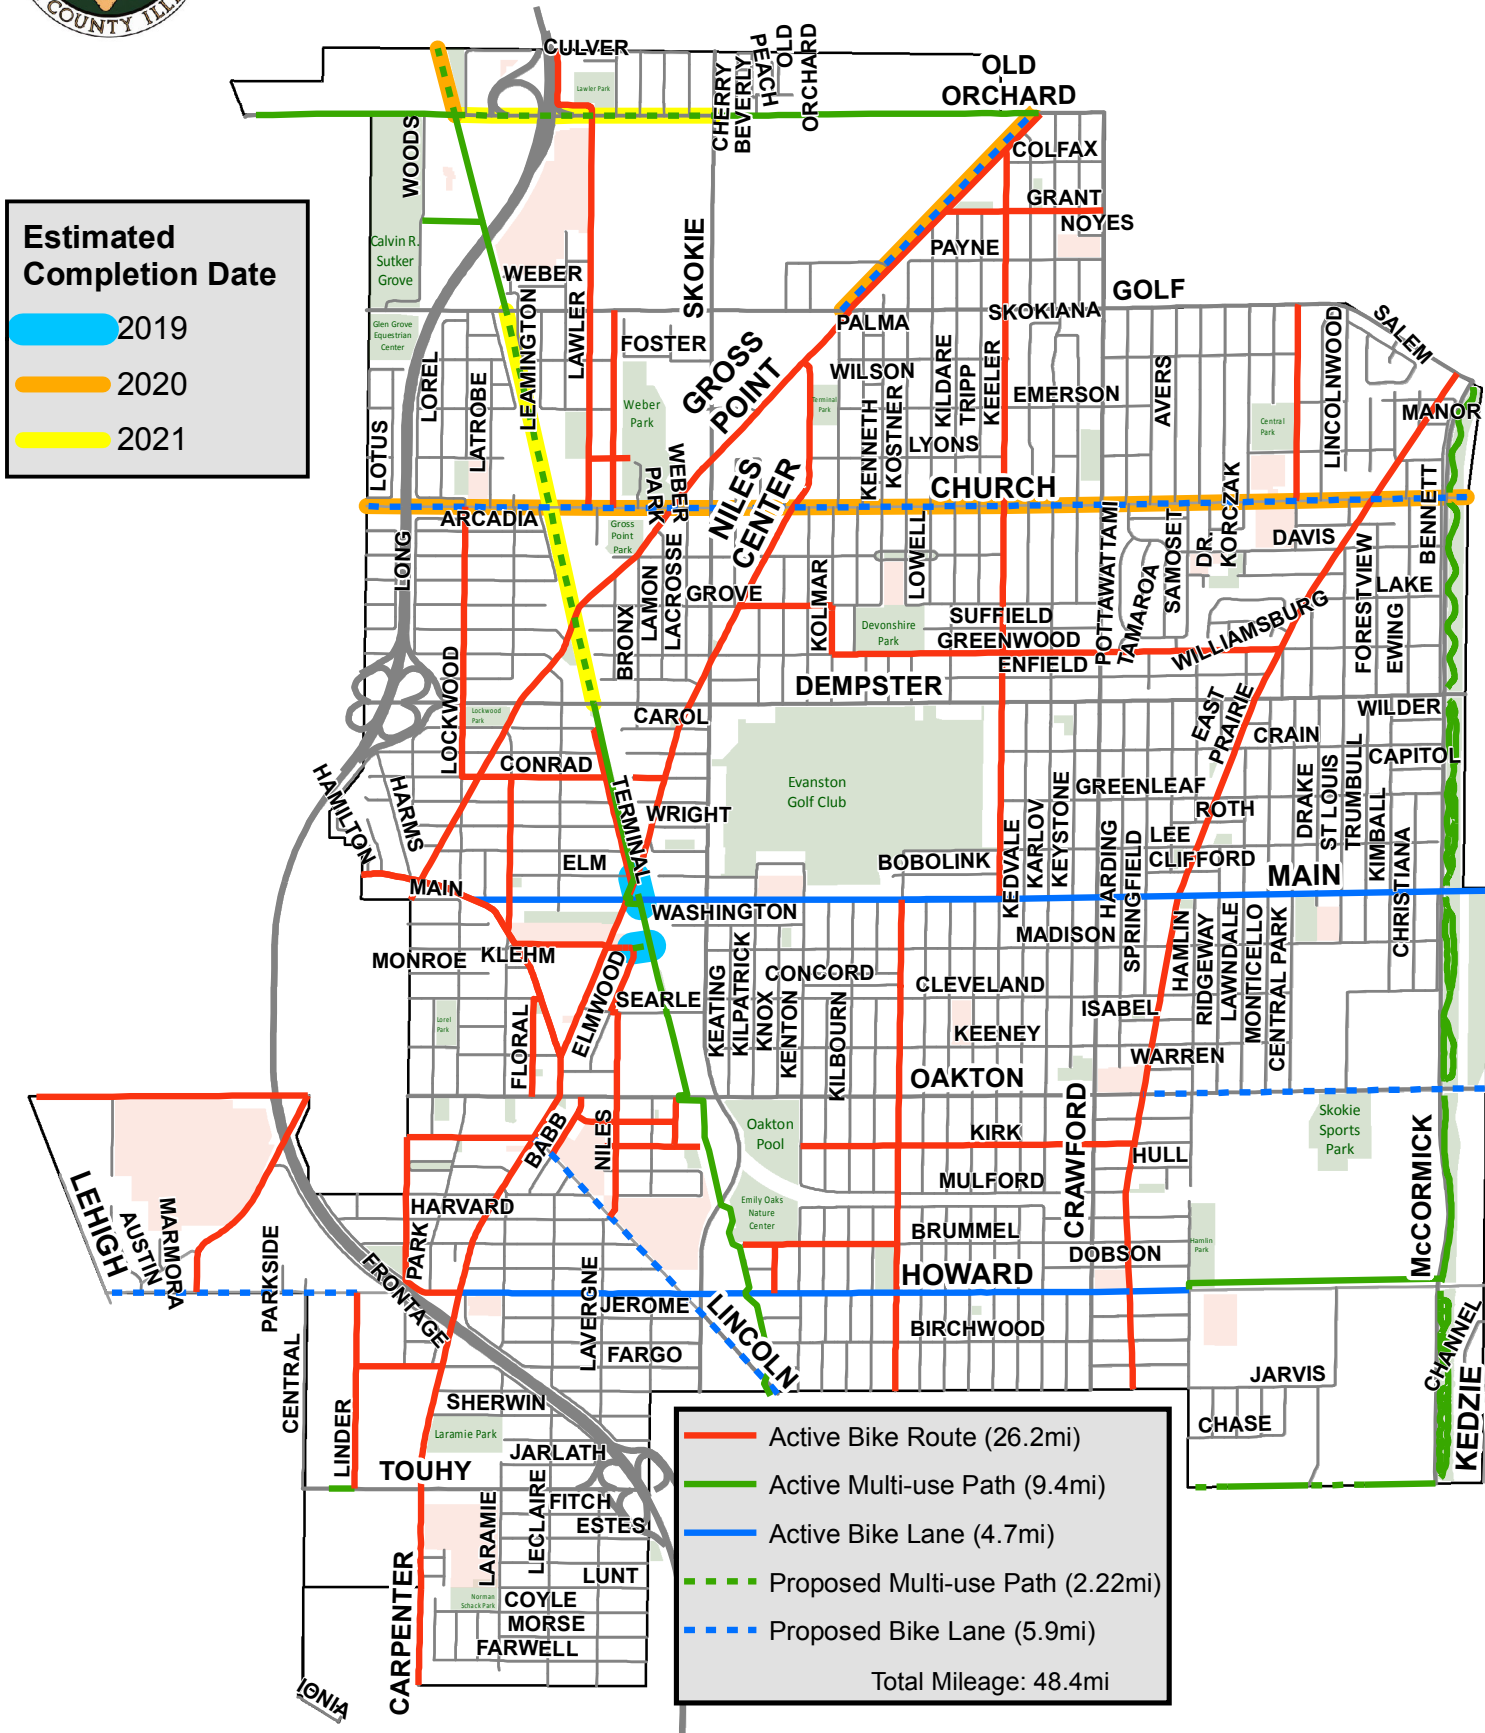 COUNTY ILLI
CULVER
Lawler Park
CHERRY
BEVERLY
PEACH
OLD
ORCHARD
OLD
ORCHARD
WOODS
COLFAX
GRANT
NOYES
PAYNE
Calvin R.
Sutker
Grove
Estimated
Completion Date
2019
2020
2021
WEBER
SKOKIE
LEAMINGTON
LAWLER
GOLF
SKOKIANA
PALMA
SALEM
Glen Grove
Equestrian
Center
FOSTER
GROSS
POINT
WILSON
LOREL
LATROBE
LOTUS
Weber
Park
Terminal
Park
KENNETH
KOSTNER
KILDARE
TRIPP
KEELER
EMERSON
AVERS
LINCOLNWOOD
MANOR
Central
Park
LYONS
WEBER
PARK
NILES
CENTER
CHURCH
KORCZAK
DR
BENNETT
ARCADIA
Gross
Point
Park
LONG
LOWELL
POTTAWATTAMI
SAMOSET
TAMAROA
DAVIS
FORESTVIEW
LAKE
EWING
LACROSSE
LAMON
BRONX
GROVE
KOLMAR
Devonshire
Park
SUFFIELD
GREENWOOD
ENFIELD
WILLIAMSBURG
LOCKWOOD
Lockwood
Park
DEMPSTER
CAROL
EAST
PRAIRIE
WILDER
CRAIN
CAPITOL
CONRAD
TERMINAL
HAMILTON
HARMS
Evanston
Golf Club
WRIGHT
GREENLEAF
ROTH
KEDVALE
KARLOV
KEYSTONE
HARDING
SPRINGFIELD
LEE
CLIFFORD
DRAKE
ST LOUIS
TRUMBULL
KIMBALL
CHRISTIANA
ELM
BOBOLINK
MAIN
MAIN
WASHINGTON
MADISON
MONROE
KLEHM
ELMWOOD
SEARLE
KEATING
KILPATRICK
KNOX
KENTON
CONCORD
KILBOURN
CLEVELAND
ISABEL
HAMLIN
RIDGEWAY
LAWNDALE
MONTICELLO
CENTRAL PARK
Lorel
Park
FLORAL
KEENEY
WARREN
OAKTON
CRAWFORD
Oakton
Pool
Skokie
Sports
Park
McCORMICK
BABB
NILES
KIRK
HULL
MULFORD
LEHIGH
AUSTIN
MARMORA
PARKSIDE
HARVARD
PARK
Emily Oaks
Nature
Center
BRUMMEL
DOBSON
Hamlin
Park
FRONTAGE
LAVERGNE
JEROME
LINCOLN
HOWARD
BIRCHWOOD
FARGO
CHANNEL
KEDZIE
CENTRAL
LINDER
SHERWIN
Laramie Park
JARVIS
CHASE
JARLATH
TOUHY
FITCH
ESTES
LARAMIE
LECLAIRE
LUNT
COYLE
MORSE
FARWELL
Norman
Schack Park
CARPENTER
VINCI
Active Bike Route (26.2mi)
Active Multi-use Path (9.4mi)
Active Bike Lane (4.7mi)
Proposed Multi-use Path (2.22mi)
Proposed Bike Lane (5.9mi)
Total Mileage: 48.4mi